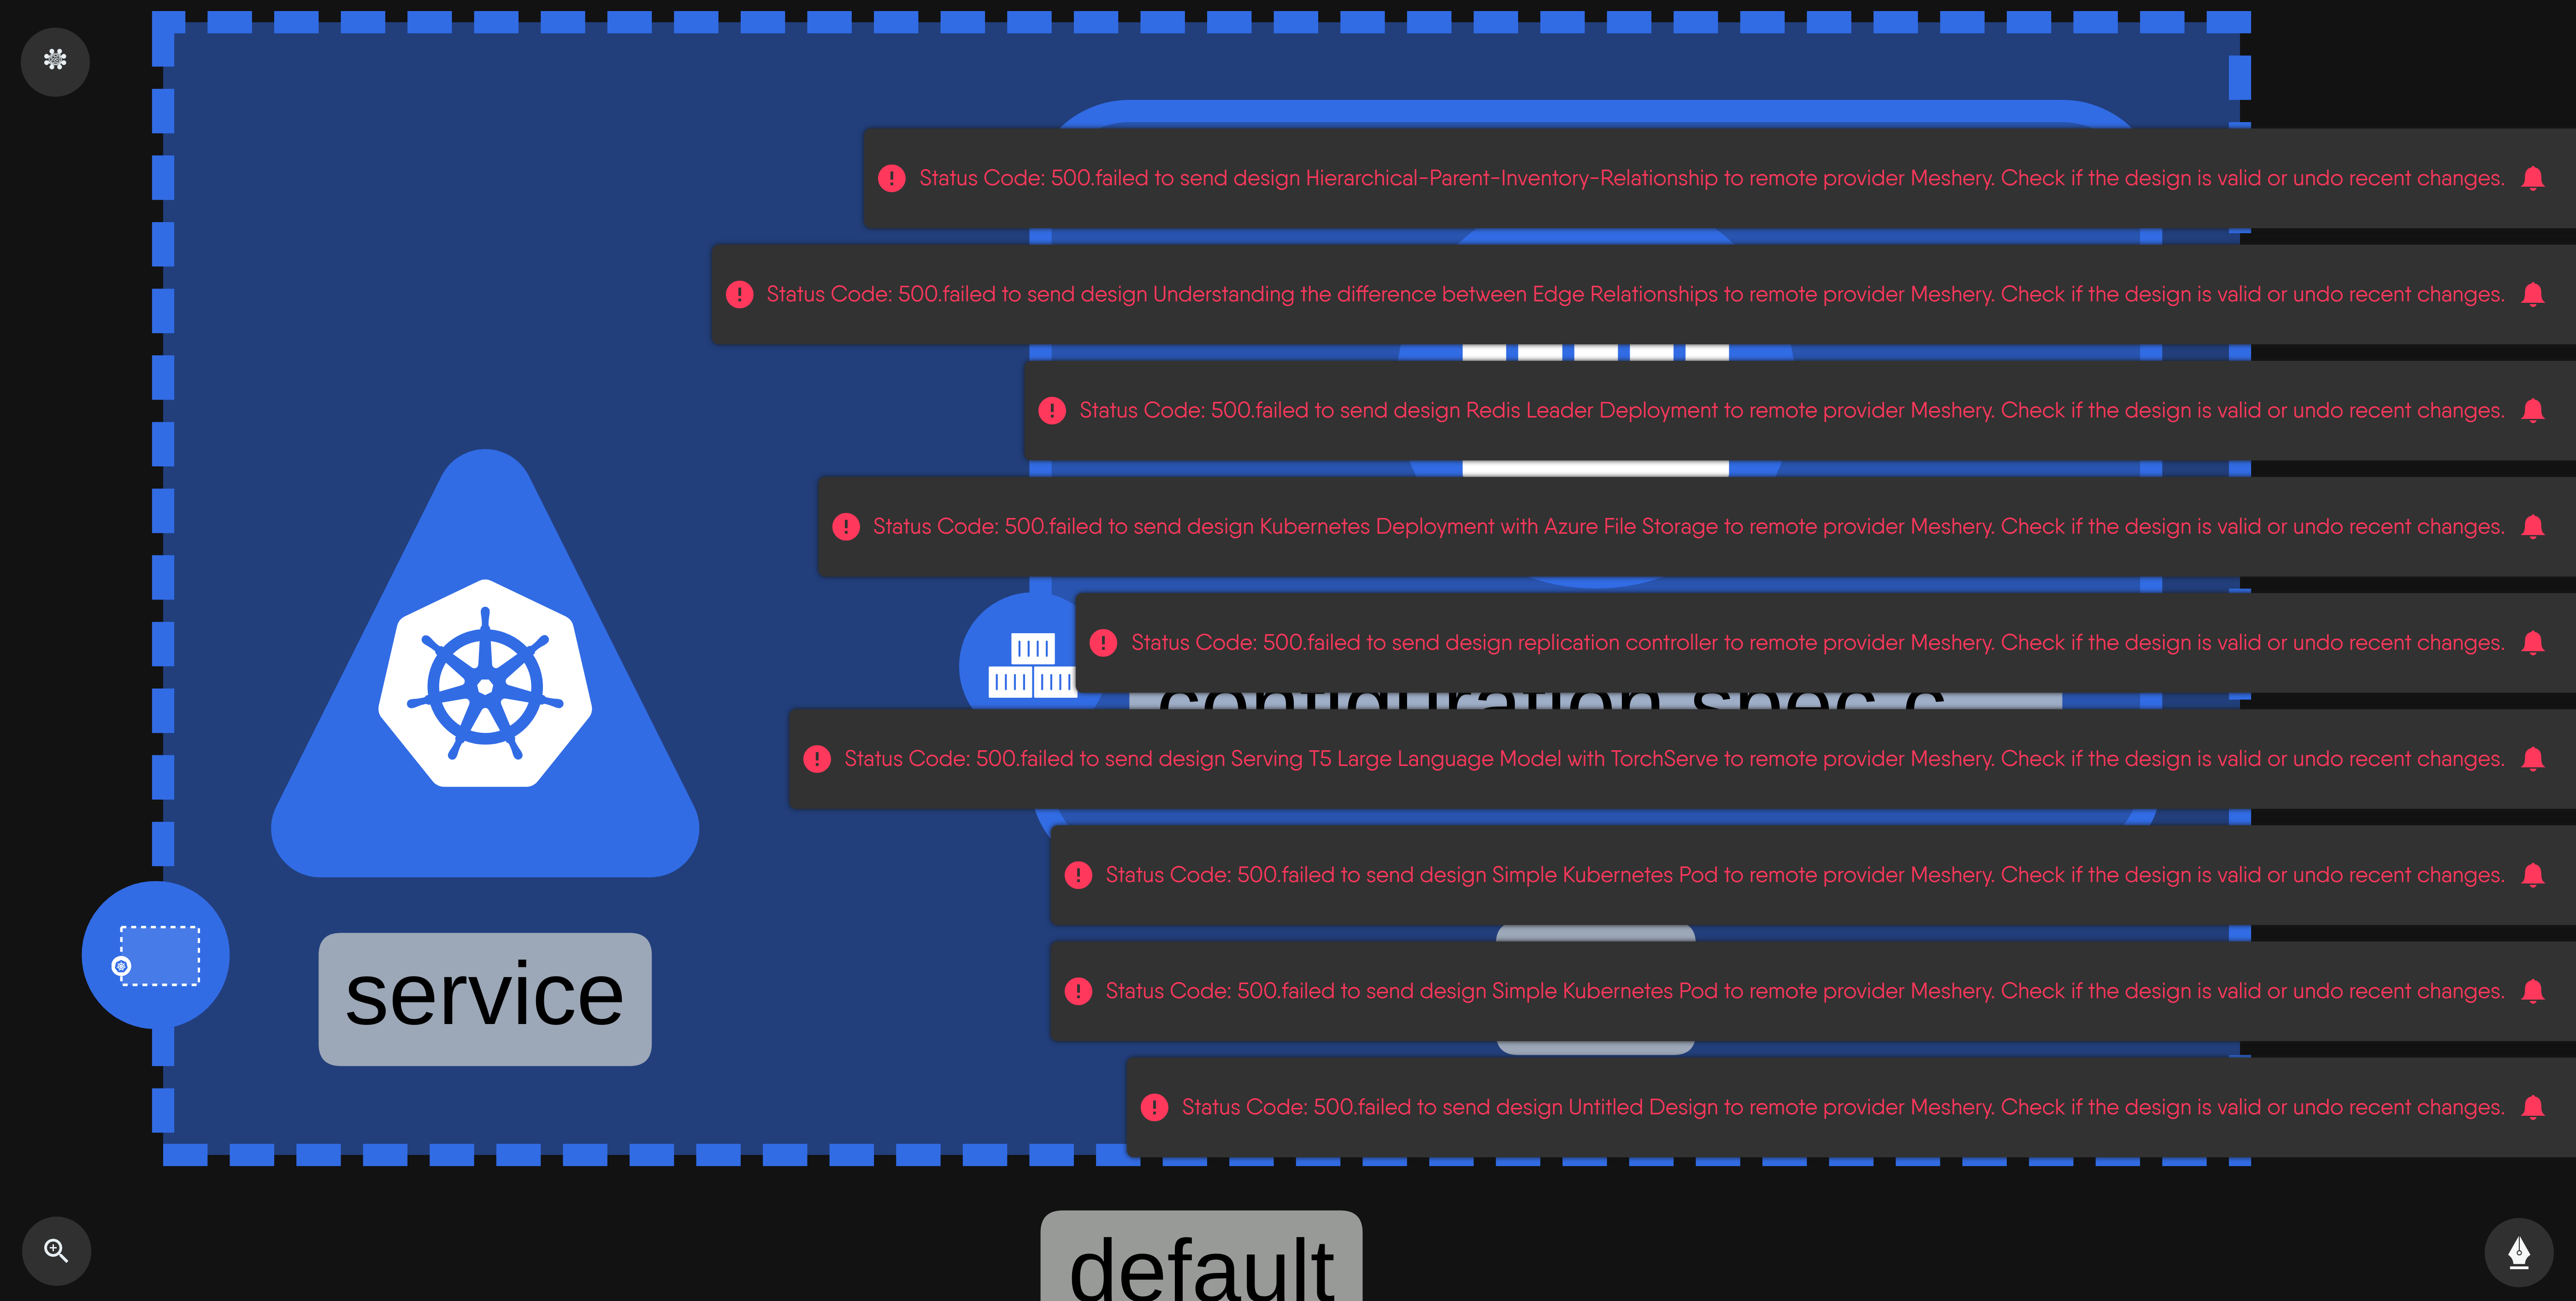 Status Code: 500.failed to send design Hierarchical-Parent-Inventory-Relationship to remote provider Meshery. Check if the design is valid or undo recent changes.
Status Code: 500.failed to send design Understanding the difference between Edge Relationships to remote provider Meshery. Check if the design is valid or undo recent changes.
Status Code: 500.failed to send design Redis Leader Deployment to remote provider Meshery. Check if the design is valid or undo recent changes.
Status Code: 500.failed to send design Kubernetes Deployment with Azure File Storage to remote provider Meshery. Check if the design is valid or undo recent changes.
Status Code: 500.failed to send design replication controller to remote provider Meshery. Check if the design is valid or undo recent changes.
configuration spec c
Status Code: 500.failed to send design Serving T5 Large Language Model with TorchServe to remote provider Meshery. Check if the design is valid or undo recent changes.
Status Code: 500.failed to send design Simple Kubernetes Pod to remote provider Meshery. Check if the design is valid or undo recent changes.
Status Code: 500.failed to send design Simple Kubernetes Pod to remote provider Meshery. Check if the design is valid or undo recent changes.
service
Status Code: 500.failed to send design Untitled Design to remote provider Meshery. Check if the design is valid or undo recent changes.
default